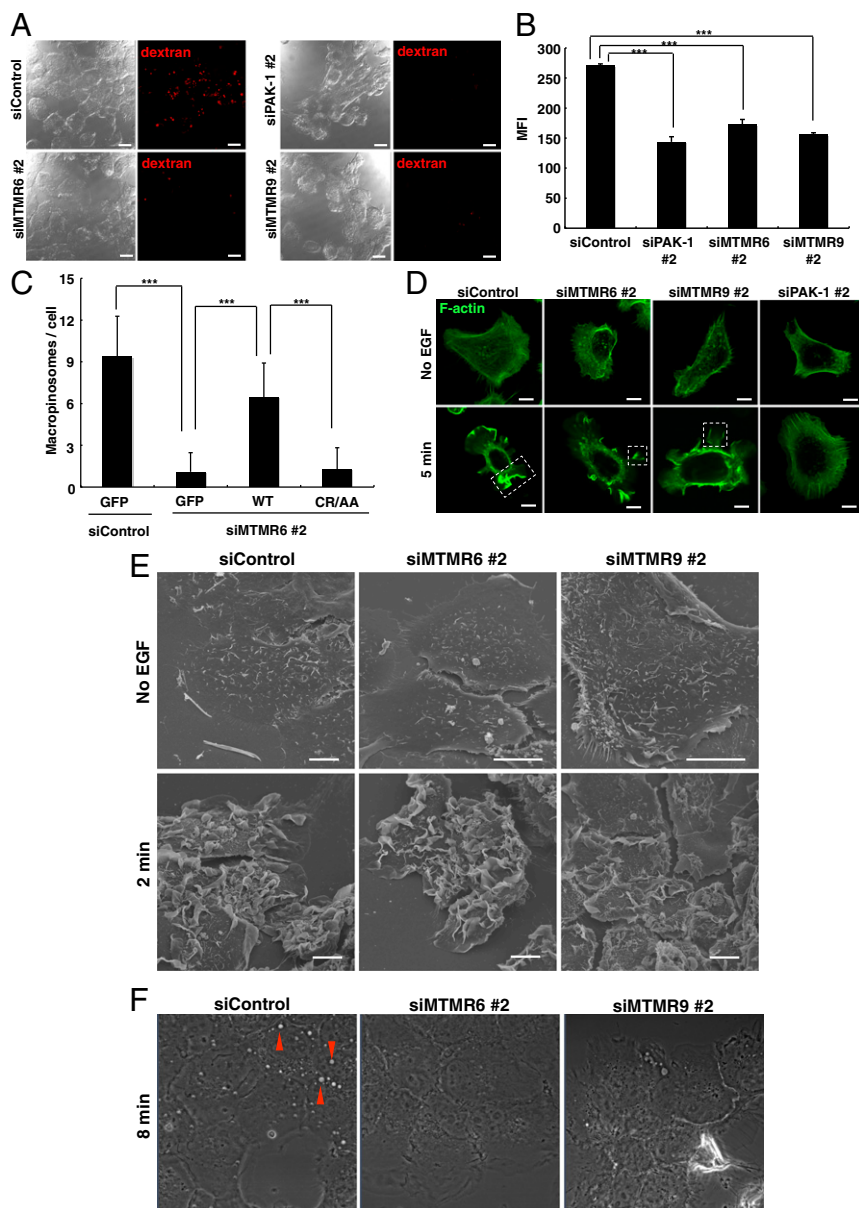 A
siControl
dextran
siPAK-1 #2
dextran
siMTMR6 #2
dextran
siMTMR9 #2
dextran
B
MFI
300
250
200
150
100
50
0
***
***
***
siControl
siPAK-1 #2
siMTMR6 #2
siMTMR9 #2
C
Macropinosomes / cell
15
12
9
6
3
0
***
***
***
GFP
GFP
WT
CR/AA
siControl
siMTMR6 #2
D
siControl
siMTMR6 #2
siMTMR9 #2
siPAK-1 #2
F-actin
No EGF
5 min
E
siControl
siMTMR6 #2
siMTMR9 #2
No EGF
2 min
F
siControl
siMTMR6 #2
siMTMR9 #2
8 min